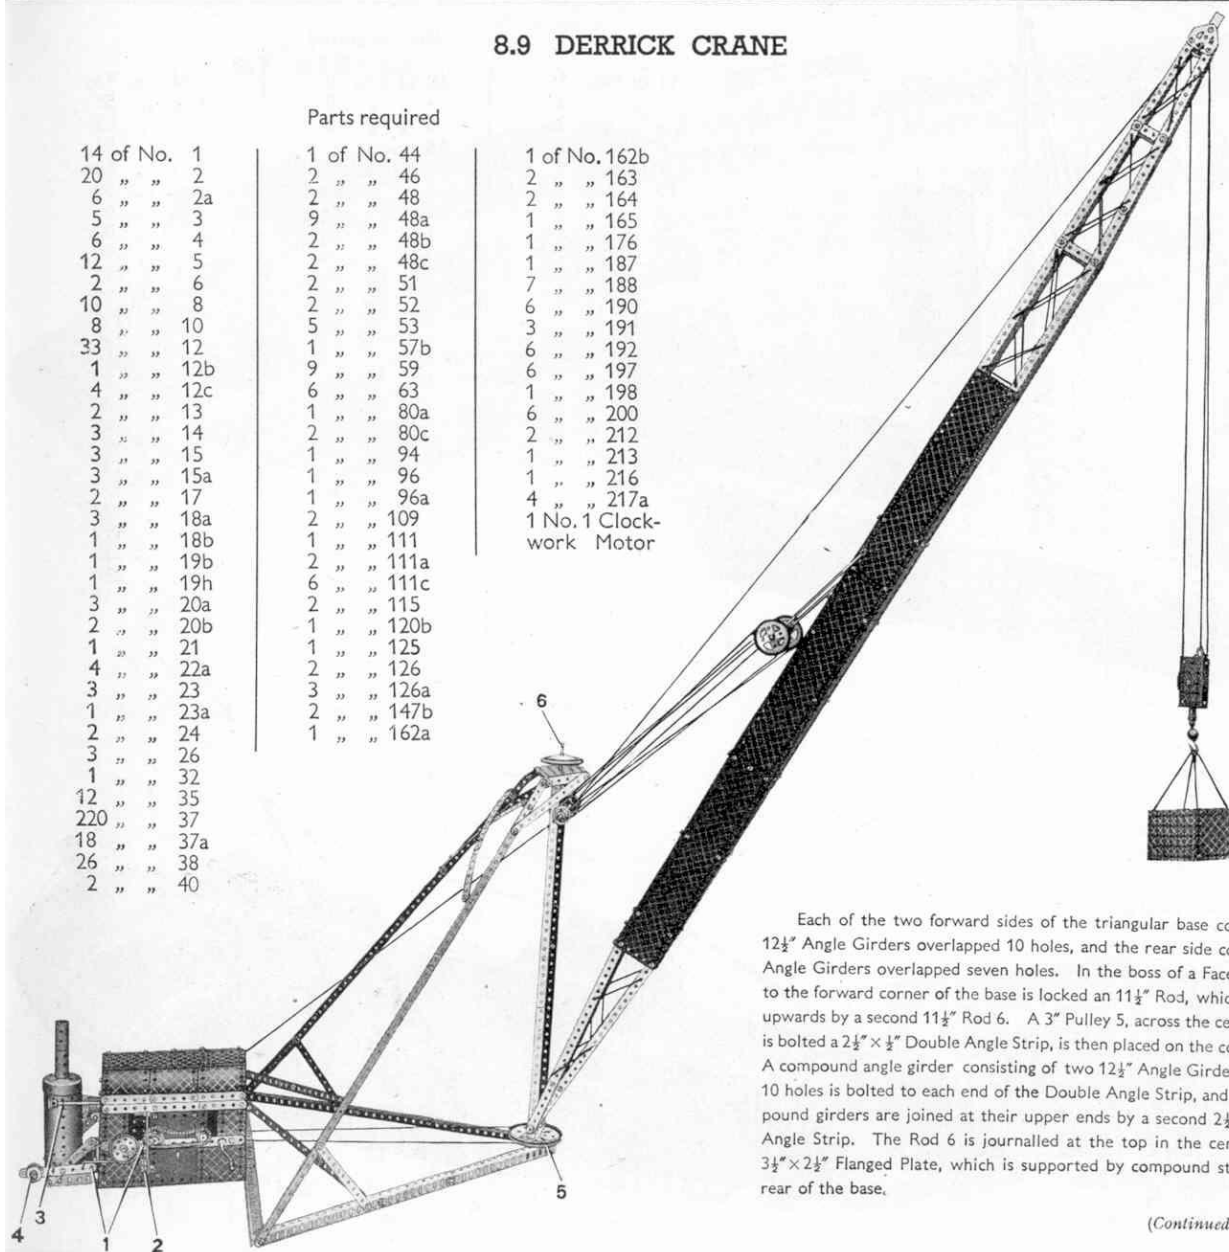 8.9 DERRICK CRANE
Parts required
14 of No. 1
20 „ „ 2
6 „ „ 2a
5 „ „ 3
6 „ „ 4
12 „ „ 5
2 „ „ 6
10 „ „ 8
8 „ „ 10
33 „ „ 12
1 „ „ 12b
4 „ „ 12c
2 „ „ 13
3 „ „ 14
3 „ „ 15
3 „ „ 15a
2 „ „ 17
3 „ „ 18a
1 „ „ 18b
1 „ „ 19b
1 „ „ 19h
3 „ „ 20a
2 „ „ 20b
1 „ „ 21
4 „ „ 22a
3 „ „ 23
1 „ „ 23a
2 „ „ 24
3 „ „ 26
1 „ „ 32
12 „ „ 35
220 „ „ 37
18 „ „ 37a
26 „ „ 38
2 „ „ 40
1 of No. 44
2 „ „ 46
2 „ „ 48
9 „ „ 48a
2 „ „ 48b
2 „ „ 48c
2 „ „ 51
2 „ „ 52
5 „ „ 53
1 „ „ 57b
9 „ „ 59
6 „ „ 63
1 „ „ 80a
2 „ „ 80c
1 „ „ 94
1 „ „ 96
1 „ „ 96a
2 „ „ 109
1 „ „ 111
2 „ „ 111a
6 „ „ 111c
2 „ „ 115
1 „ „ 120b
1 „ „ 125
2 „ „ 126
3 „ „ 126a
2 „ „ 147b
1 „ „ 162a
1 of No. 162b
2 „ „ 163
2 „ „ 164
1 „ „ 165
1 „ „ 176
1 „ „ 187
7 „ „ 188
6 „ „ 190
3 „ „ 191
6 „ „ 192
6 „ „ 197
1 „ „ 198
6 „ „ 200
2 „ „ 212
1 „ „ 213
1 „ „ 216
4 „ „ 217a
1 No. 1 Clock-
work Motor
6
Each of the two forward sides of the triangular base co
12½″ Angle Girders overlapped 10 holes, and the rear side co
Angle Girders overlapped seven holes. In the boss of a Face
to the forward corner of the base is locked an 11½″ Rod, whic
upwards by a second 11½″ Rod 6. A 3″ Pulley 5, across the ce
is bolted a 2½″ × ½″ Double Angle Strip, is then placed on the ce
A compound angle girder consisting of two 12½″ Angle Girde
10 holes is bolted to each end of the Double Angle Strip, and
pound girders are joined at their upper ends by a second 2½
Angle Strip. The Rod 6 is journalled at the top in the cen
3½″ × 2½″ Flanged Plate, which is supported by compound st
rear of the base.
(Continued
5
3
4
1
2